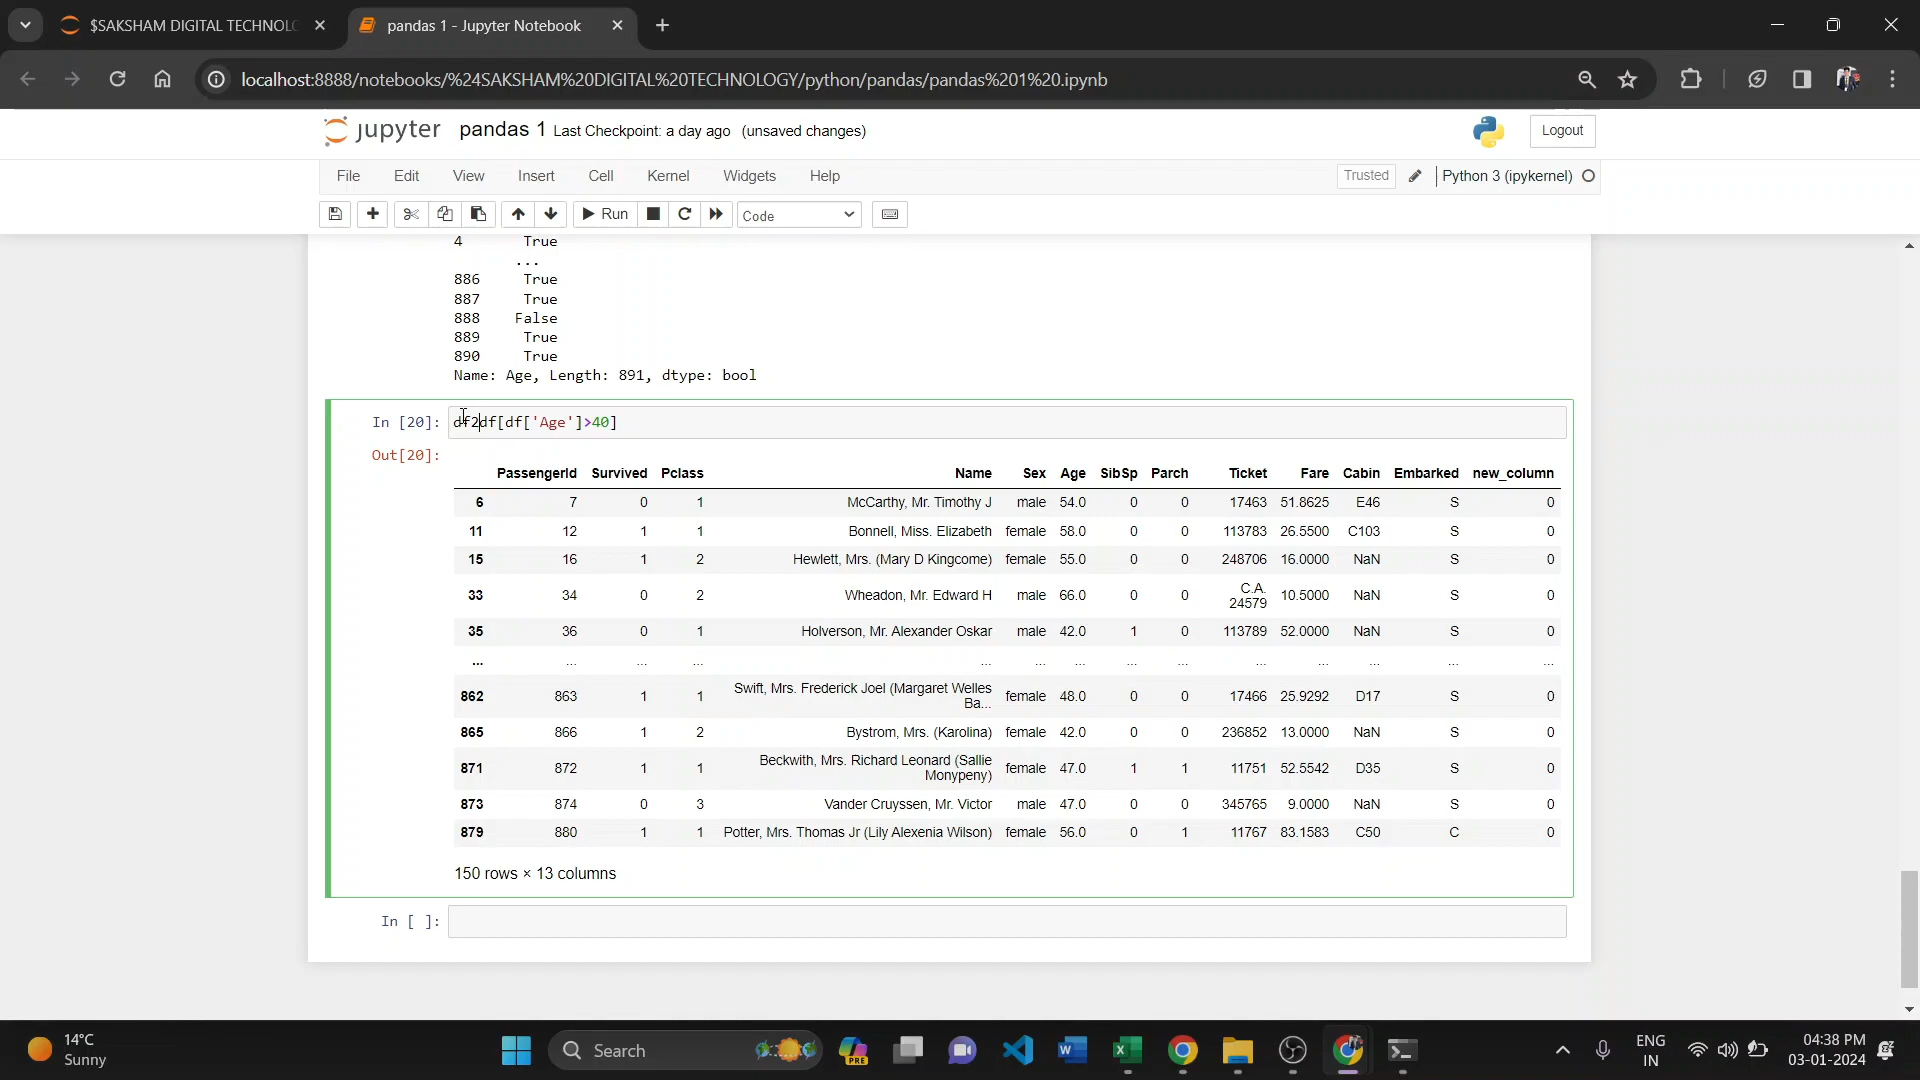 $SAKSHAM DIGITAL TECHNOLO
pandas 1 - Jupyter Notebook
localhost:8888/notebooks/%24SAKSHAM%20DIGITAL%20TECHNOLOGY/python/pandas/pandas%201%20.ipynb
jupyter pandas 1 Last Checkpoint: a day ago (unsaved changes) Logout
File Edit View Insert Cell Kernel Widgets Help Trusted Python 3 (ipykernel)
Run Code
4 True
...
886 True
887 True
888 False
889 True
890 True
Name: Age, Length: 891, dtype: bool
In [20]: df2df[df['Age']>40]
Out[20]:
PassengerId Survived Pclass Name Sex Age SibSp Parch Ticket Fare Cabin Embarked new_column
6 7 0 1 McCarthy, Mr. Timothy J male 54.0 0 0 17463 51.8625 E46 S 0
11 12 1 1 Bonnell, Miss. Elizabeth female 58.0 0 0 113783 26.5500 C103 S 0
15 16 1 2 Hewlett, Mrs. (Mary D Kingcome) female 55.0 0 0 248706 16.0000 NaN S 0
33 34 0 2 Wheadon, Mr. Edward H male 66.0 0 0 C.A. 24579 10.5000 NaN S 0
35 36 0 1 Holverson, Mr. Alexander Oskar male 42.0 1 0 113789 52.0000 NaN S 0
... ... ... ... ... ... ... ... ... ... ... ... ... ...
862 863 1 1 Swift, Mrs. Frederick Joel (Margaret Welles Ba... female 48.0 0 0 17466 25.9292 D17 S 0
865 866 1 2 Bystrom, Mrs. (Karolina) female 42.0 0 0 236852 13.0000 NaN S 0
871 872 1 1 Beckwith, Mrs. Richard Leonard (Sallie Monypeny) female 47.0 1 1 11751 52.5542 D35 S 0
873 874 0 3 Vander Cruyssen, Mr. Victor male 47.0 0 0 345765 9.0000 NaN S 0
879 880 1 1 Potter, Mrs. Thomas Jr (Lily Alexenia Wilson) female 56.0 0 1 11767 83.1583 C50 C 0
150 rows × 13 columns
In [ ]:
14°C
Sunny
Search
PRE
ENG
IN
04:38 PM
03-01-2024